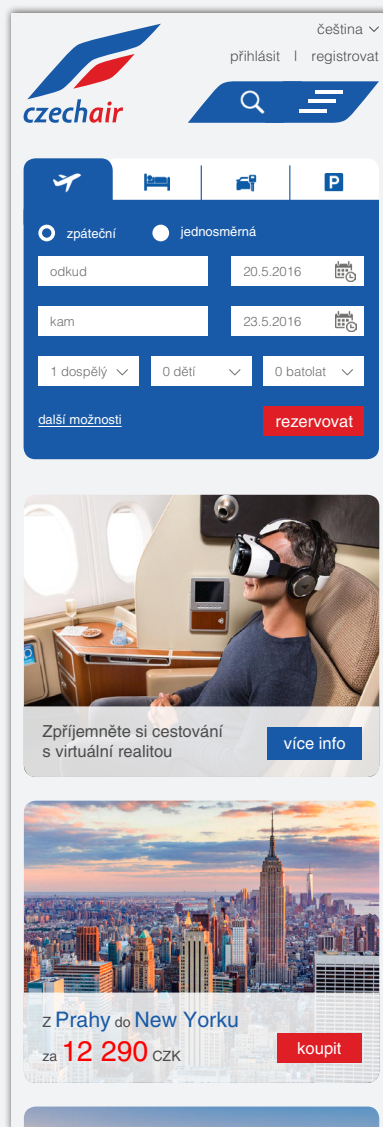 čeština
přihlásit | registrovat
czechair
P
zpáteční jednosměrná
odkud 20.5.2016
kam 23.5.2016
1 dospělý 0 dětí 0 batolat
další možnosti rezervovat
Zpříjemněte si cestování
s virtuální realitou
více info
Z Prahy do New Yorku
za 12 290 CZK
koupit